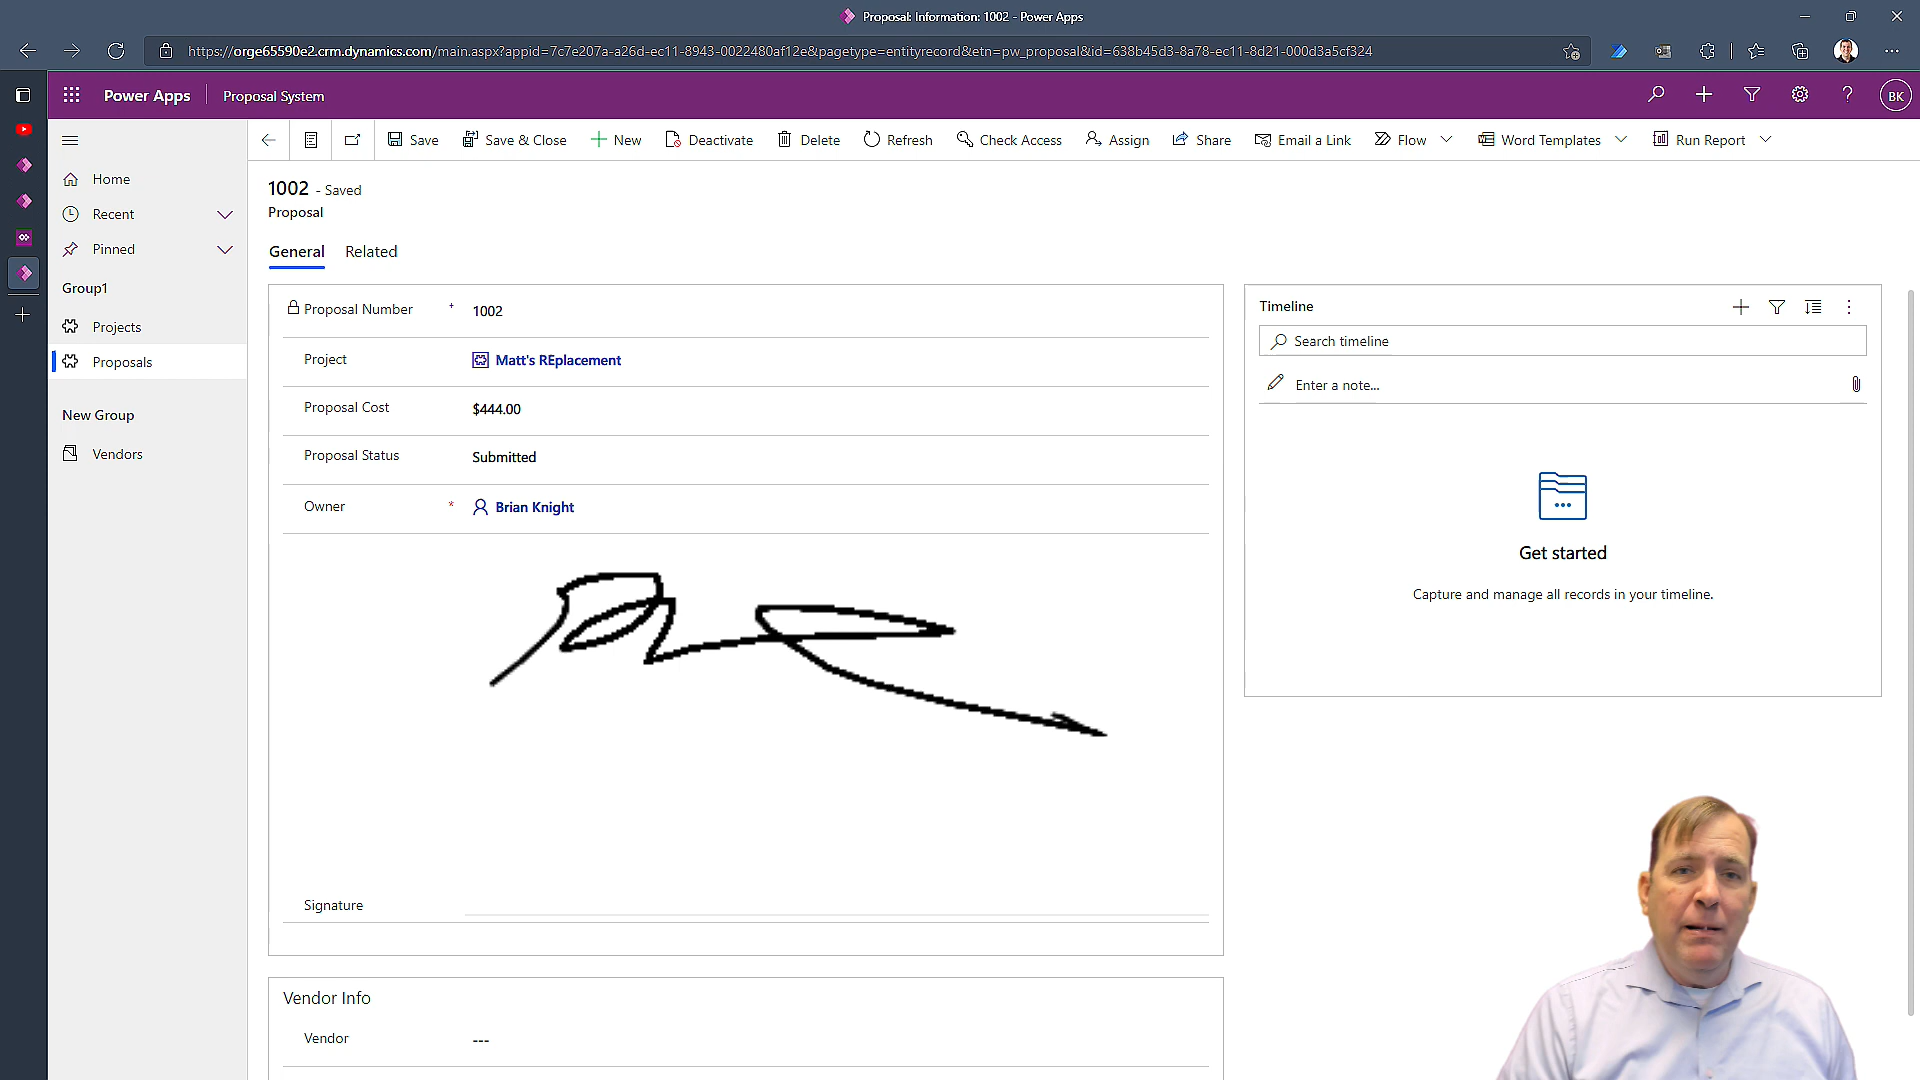 Proposal: Information: 1002 - Power Apps
https://orge65590e2.crm.dynamics.com/main.aspx?appid=7c7e207a-a26d-ec11-8943-0022480af12e&pagetype=entityrecord&etn=pw_proposal&id=638b45d3-8a78-ec11-8d21-000d3a5cf324
Power Apps Proposal System
BK
Save Save & Close New Deactivate Delete Refresh Check Access Assign Share Email a Link Flow Word Templates Run Report
Home
Recent
Pinned
Group1
Projects
Proposals
New Group
Vendors
1002 - Saved
Proposal
General Related
Proposal Number + 1002
Project Matt's REplacement
Proposal Cost $444.00
Proposal Status Submitted
Owner * Brian Knight
Signature
Vendor Info
Vendor ---
Timeline
Search timeline
Enter a note...
Get started
Capture and manage all records in your timeline.